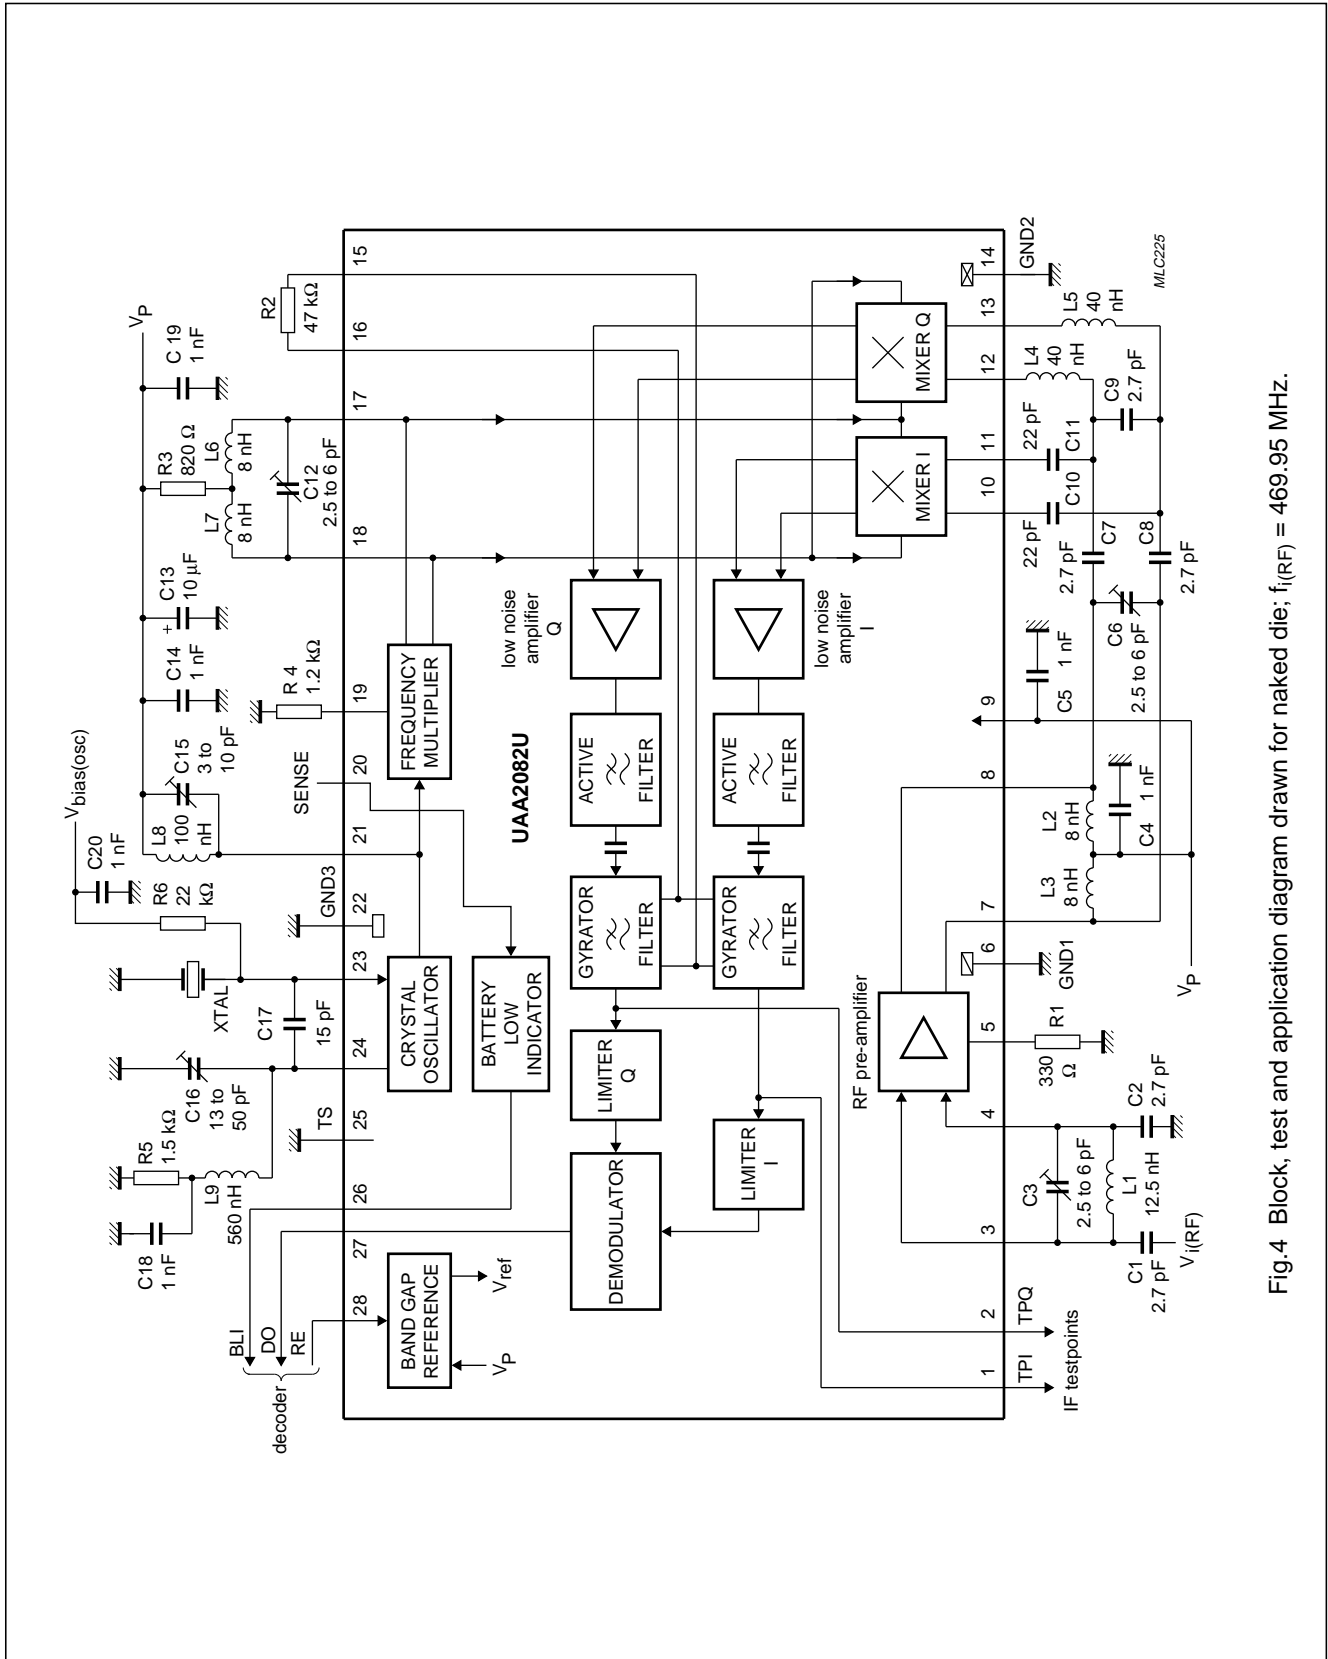 V_bias(osc)
V_P
C20
1 nF
R6
22
kΩ
XTAL
C17
15 pF
C16
13 to
50 pF
R5
1.5 kΩ
L9
560 nH
C18
1 nF
TS
GND3
L8
100
nH
C15
3 to
10 pF
C14
1 nF
+
C13
10 µF
R3
820 Ω
C 19
1 nF
L7
8 nH
L6
8 nH
C12
2.5 to 6 pF
R 4
1.2 kΩ
SENSE
R2
47 kΩ
decoder
BLI
DO
RE
28
27
26
25
24
23
22
21
20
19
18
17
16
15
BAND GAP
REFERENCE
V_P
V_ref
CRYSTAL
OSCILLATOR
BATTERY
LOW
INDICATOR
FREQUENCY
MULTIPLIER
UAA2082U
DEMODULATOR
LIMITER
Q
GYRATOR
FILTER
ACTIVE
FILTER
low noise
amplifier
Q
LIMITER
I
GYRATOR
FILTER
ACTIVE
FILTER
low noise
amplifier
I
RF pre-amplifier
MIXER I
MIXER Q
1
2
3
4
5
6
7
8
9
10
11
12
13
14
TPI
TPQ
IF testpoints
C1
2.7 pF
V_i(RF)
C3
2.5 to 6 pF
L1
12.5 nH
C2
2.7 pF
330
Ω
R1
GND1
V_P
L3
8 nH
L2
8 nH
C4
1 nF
C5
1 nF
C6
2.5 to 6 pF
2.7 pF
C7
C8
2.7 pF
22 pF
C10
22 pF
C11
C9
2.7 pF
L4
40
nH
L5
40
nH
GND2
MLC225
Fig.4 Block, test and application diagram drawn for naked die; f_i(RF) = 469.95 MHz.